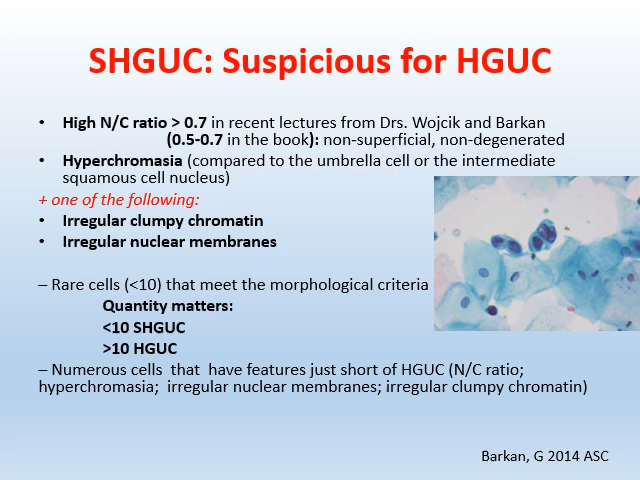 SHGUC: Suspicious for HGUC
• High N/C ratio > 0.7 in recent lectures from Drs. Wojcik and Barkan
(0.5-0.7 in the book): non-superficial, non-degenerated
• Hyperchromasia (compared to the umbrella cell or the intermediate
squamous cell nucleus)
+ one of the following:
• Irregular clumpy chromatin
• Irregular nuclear membranes
– Rare cells (<10) that meet the morphological criteria
Quantity matters:
<10 SHGUC
>10 HGUC
– Numerous cells that have features just short of HGUC (N/C ratio;
hyperchromasia; irregular nuclear membranes; irregular clumpy chromatin)
Barkan, G 2014 ASC